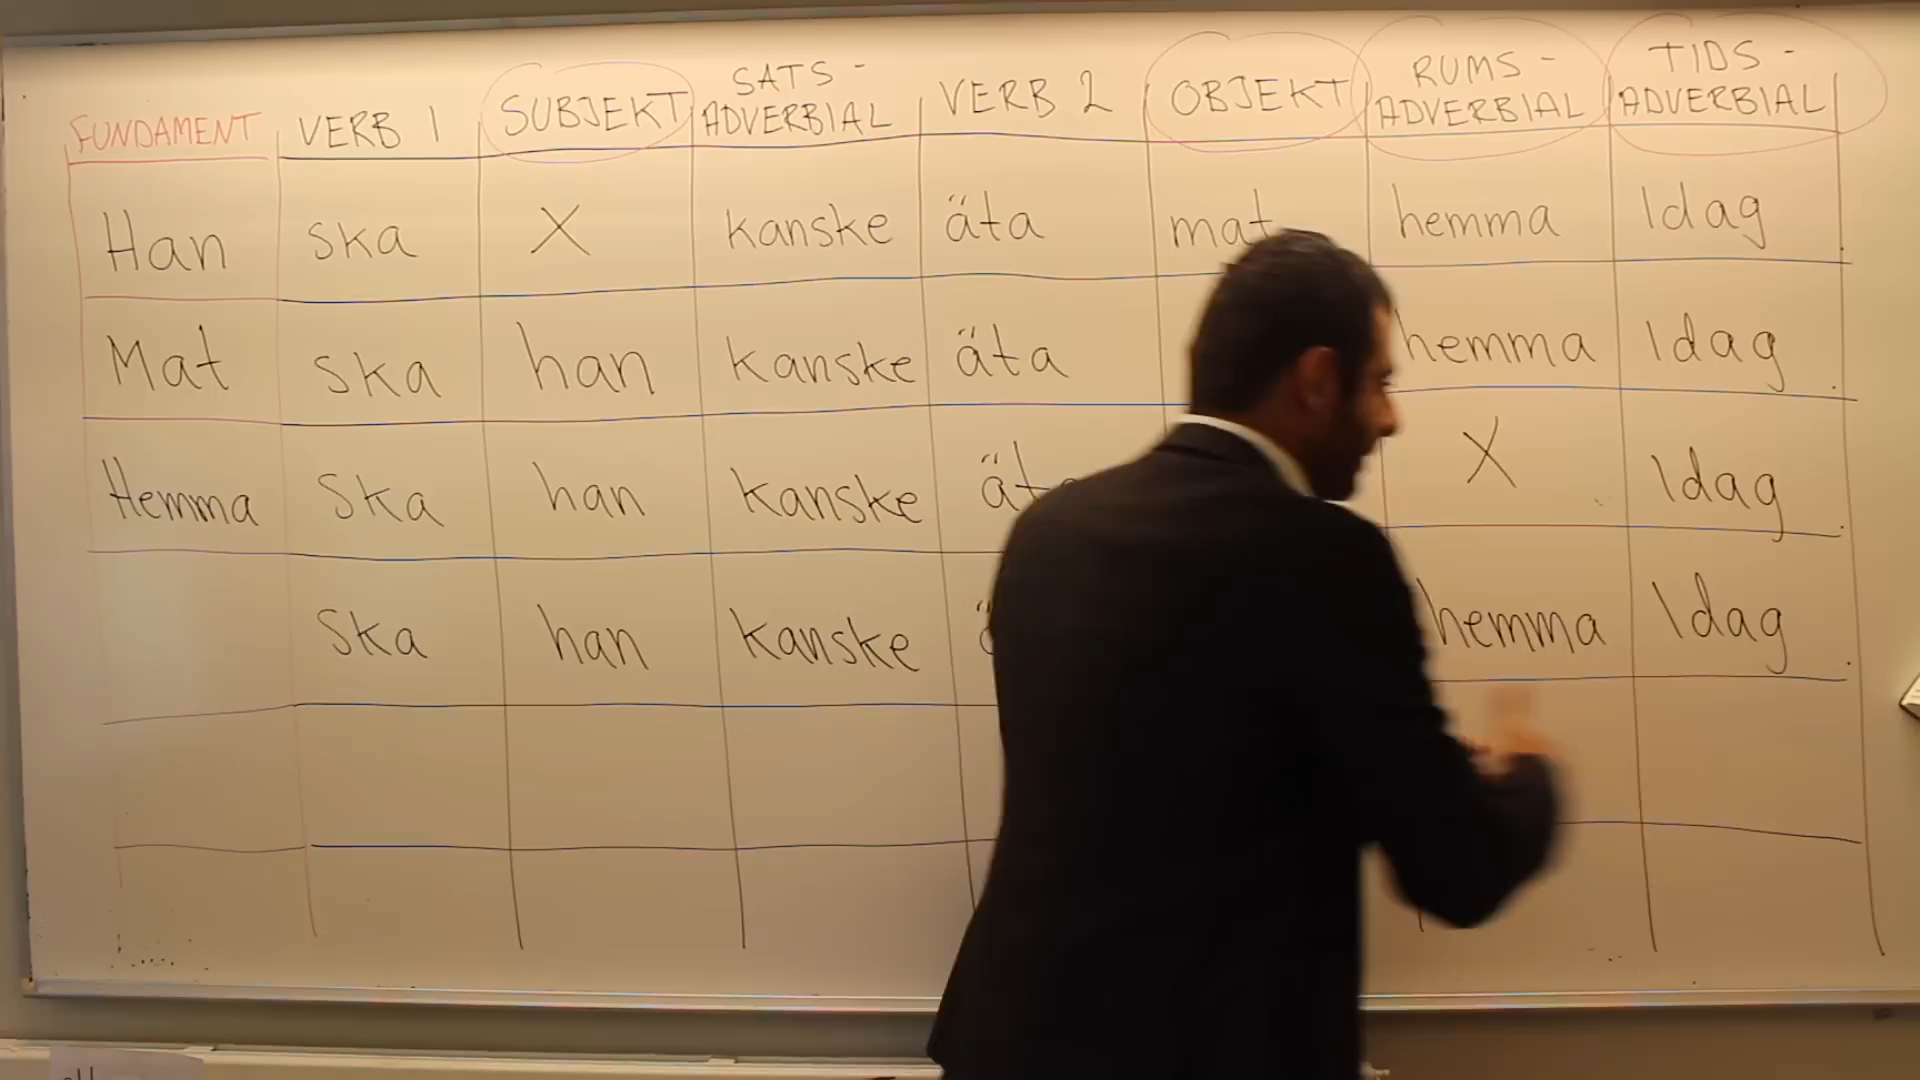 FUNDAMENT VERB 1 SUBJEKT SATS-ADVERBIAL VERB 2 OBJEKT RUMS-ADVERBIAL TIDS-ADVERBIAL
Han ska X kanske äta mat hemma Idag.
Mat ska han kanske äta hemma Idag.
Hemma ska han kanske X Idag.
ska han kanske hemma Idag.